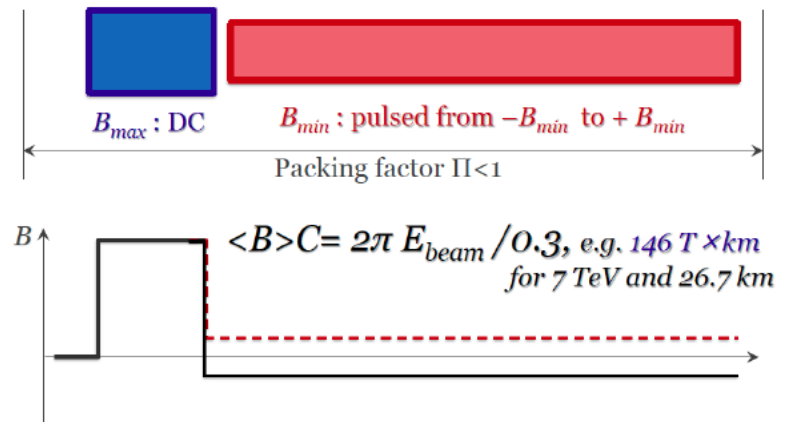 B_max : DC
B_min : pulsed from −B_min to + B_min
Packing factor Π<1
B
<B>C= 2π E_beam /0.3, e.g. 146 T×km
for 7 TeV and 26.7 km